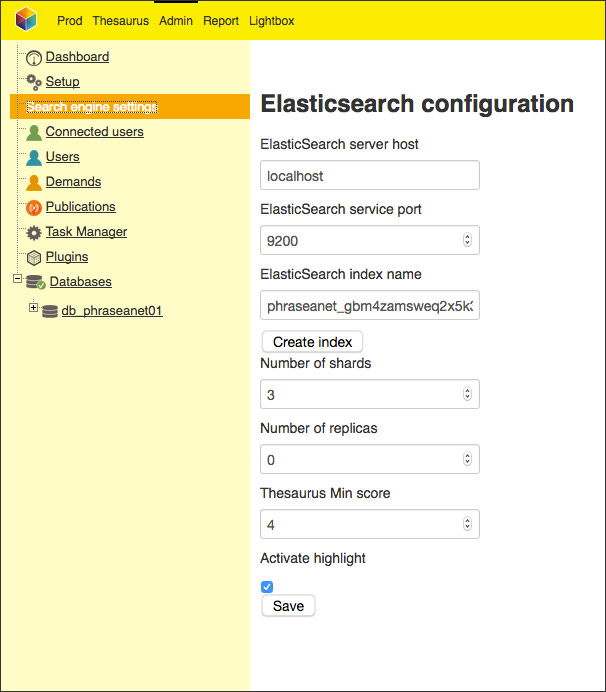 Prod Thesaurus Admin Report Lightbox
Dashboard
Setup
Search engine settings
Connected users
Users
Demands
Publications
Task Manager
Plugins
Databases
db_phraseanet01
Elasticsearch configuration
ElasticSearch server host
localhost
ElasticSearch service port
9200
ElasticSearch index name
phraseanet_gbm4zamsweq2x5k
Create index
Number of shards
3
Number of replicas
0
Thesaurus Min score
4
Activate highlight
Save